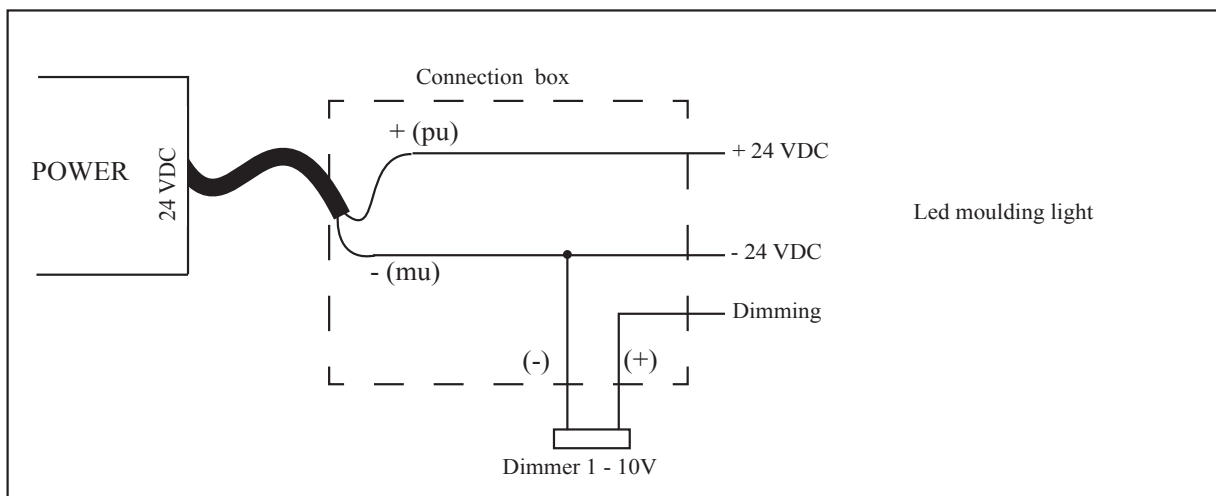 Connection box
+ (pu)
+ 24 VDC
POWER
24 VDC
Led moulding light
- (mu)
- 24 VDC
Dimming
(-)
(+)
Dimmer 1 - 10V